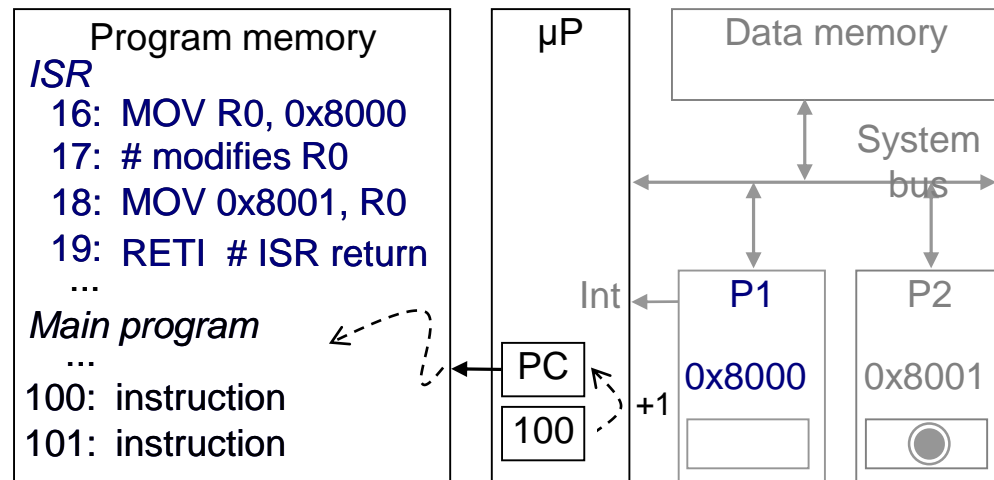 Program memory
ISR
16: MOV R0, 0x8000
17: # modifies R0
18: MOV 0x8001, R0
19: RETI # ISR return
...
Main program
...
100: instruction
101: instruction
µP
Int
PC
100
+1
Data memory
System
bus
P1
0x8000
P2
0x8001